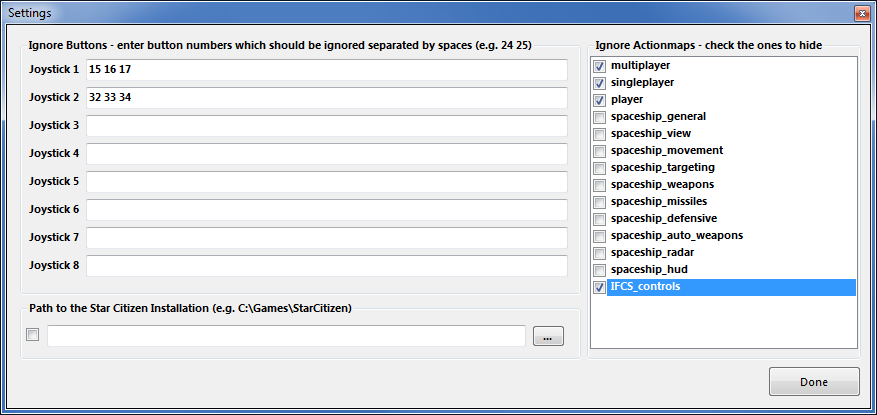 Settings
Ignore Buttons - enter button numbers which should be ignored separated by spaces (e.g. 24 25)
Joystick 1 15 16 17
Joystick 2 32 33 34
Joystick 3
Joystick 4
Joystick 5
Joystick 6
Joystick 7
Joystick 8
Path to the Star Citizen Installation (e.g. C:\Games\StarCitizen)
...
Ignore Actionmaps - check the ones to hide
multiplayer
singleplayer
player
spaceship_general
spaceship_view
spaceship_movement
spaceship_targeting
spaceship_weapons
spaceship_missiles
spaceship_defensive
spaceship_auto_weapons
spaceship_radar
spaceship_hud
IFCS_controls
Done